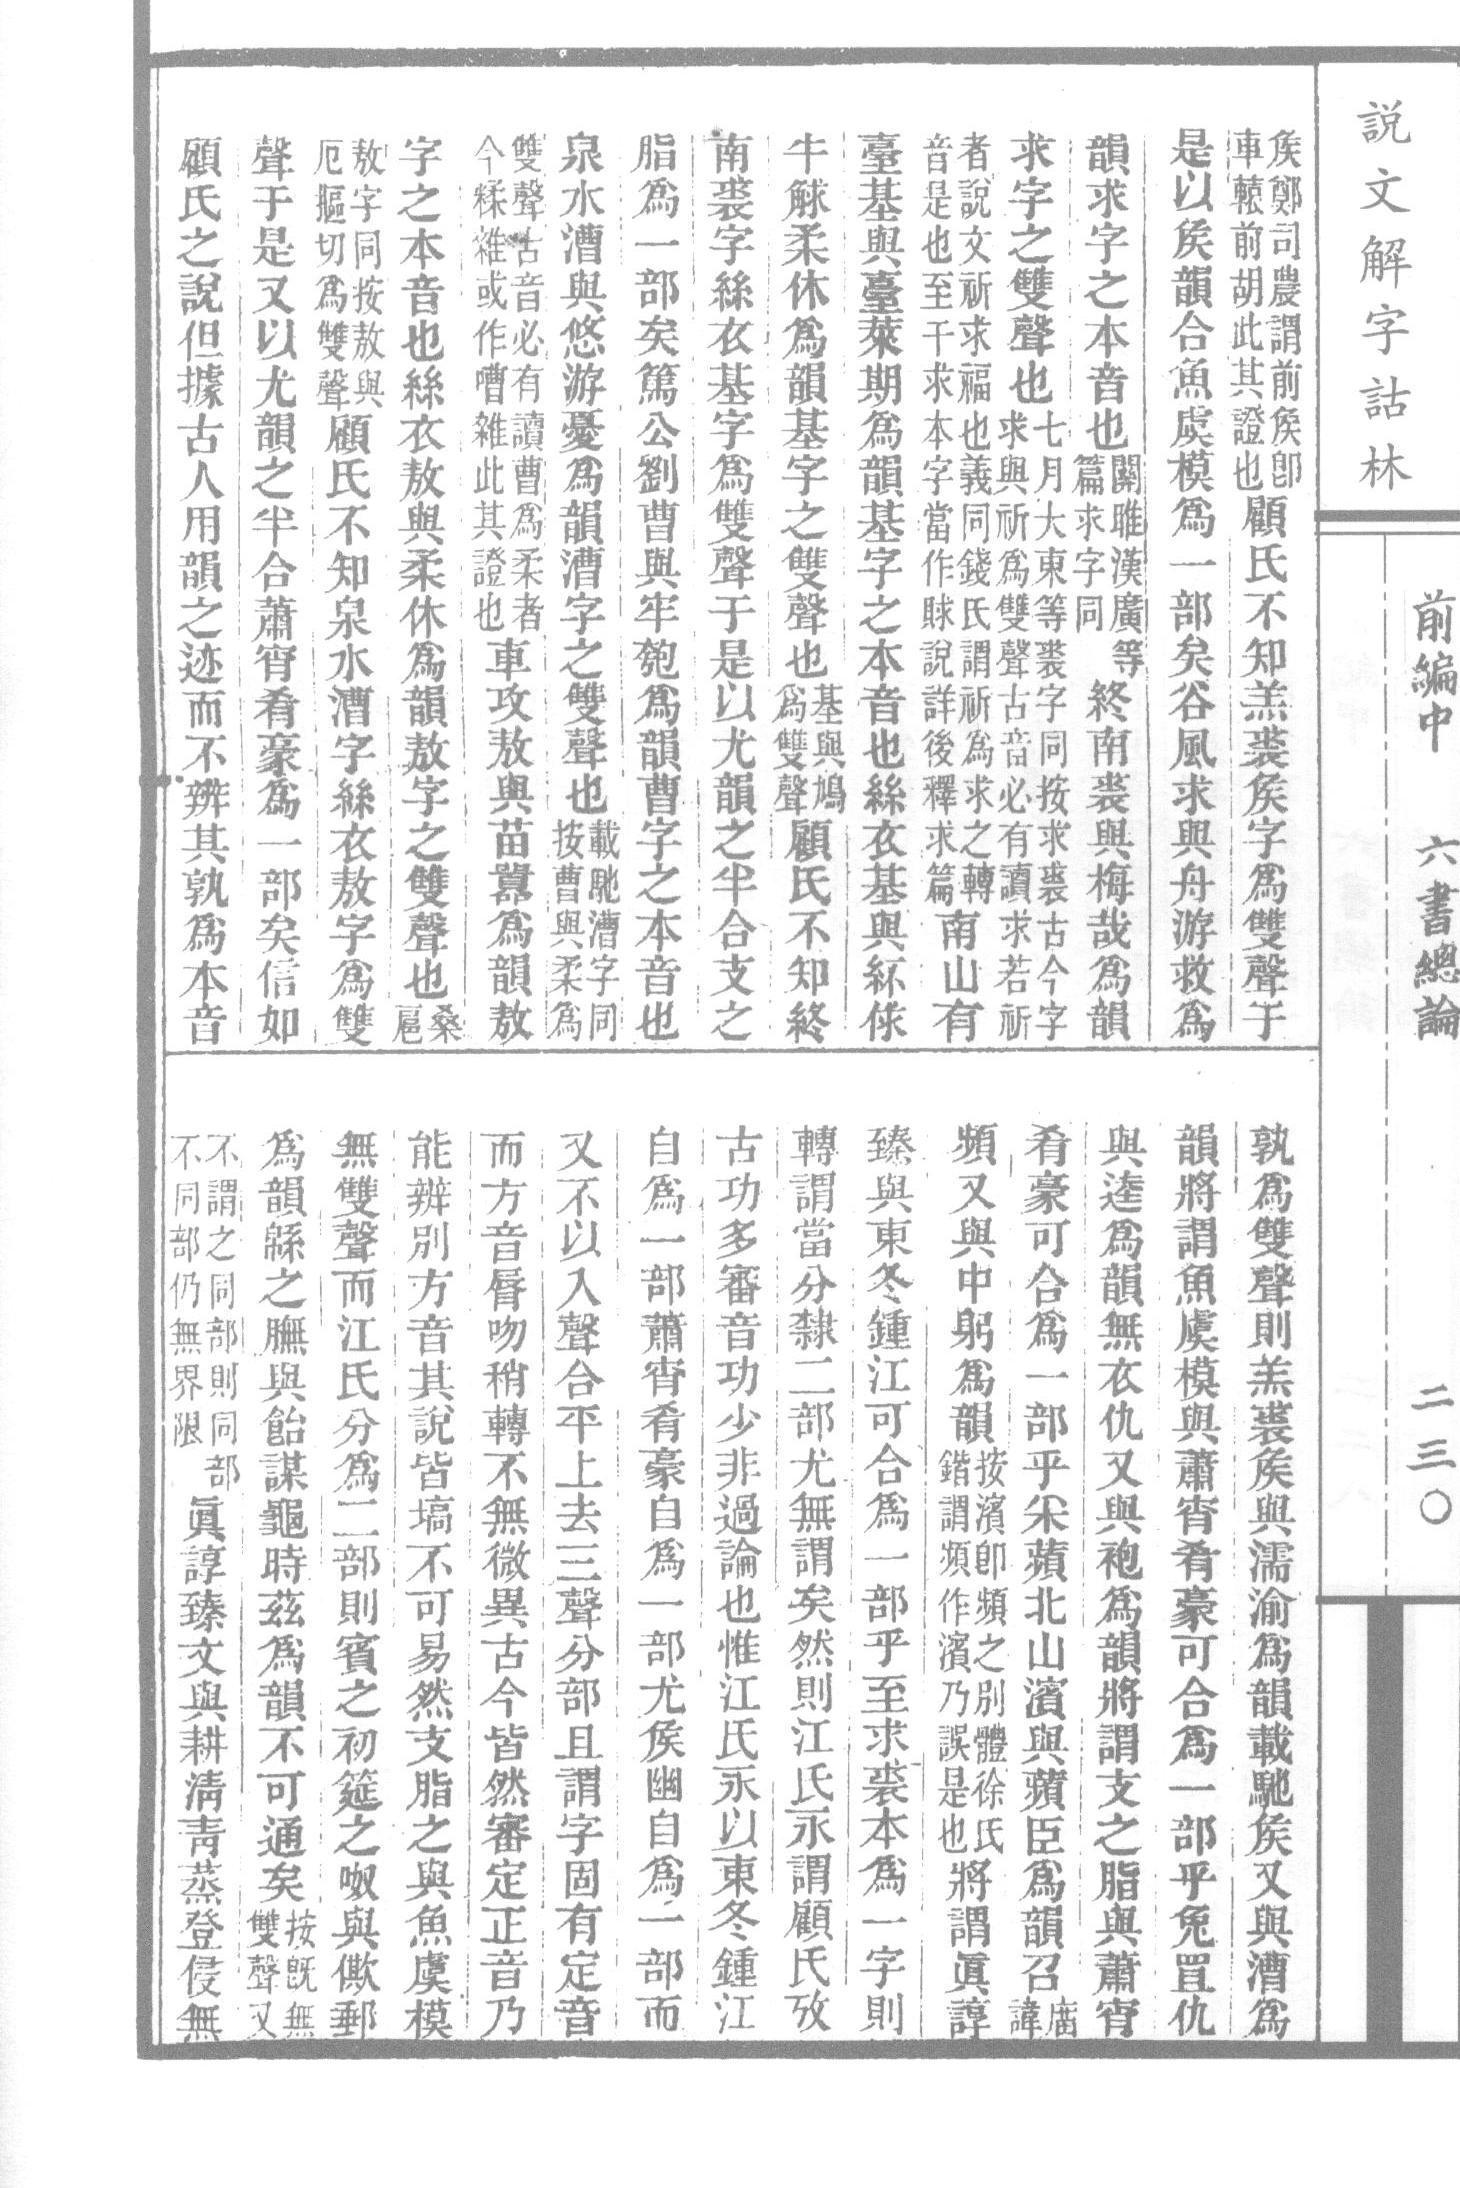 説文解字詁林
前編中 六書總論 二三〇
矦鄭司農謂前矦卽車轅前胡此其證也顧氏不知羔裘矦字爲雙聲于
是以矦韻合魚虞模爲一部矣谷風求與舟游救爲
韻求字之本音也關雎漢廣等篇求字同終南裘與梅哉爲韻
求字之雙聲也七月大東等裘字同按求裘古今字求與祈爲雙聲古音必有讀求若祈
者說文祈求福也義同錢氏謂祈爲求之轉音是也至于求本字當作賕說詳後釋求篇南山有
臺基與臺萊期爲韻基字之本音也絲衣基與紑俅
牛觩柔休爲韻基字之雙聲也基與鳩爲雙聲顧氏不知終
南裘字絲衣基字爲雙聲于是以尤韻之半合支之
脂爲一部矣篤公劉曹與牢匏爲韻曹字之本音也
泉水漕與悠游憂爲韻漕字之雙聲也載馳漕字同按曹與柔爲
雙聲古音必有讀曹爲柔者今糅雜或作嘈雜此其證也車攻敖與苗囂爲韻敖
字之本音也絲衣敖與柔休爲韻敖字之雙聲也桑扈
敖字同按敖與厄摳切爲雙聲顧氏不知泉水漕字絲衣敖字爲雙
聲于是又以尤韻之半合蕭宵肴豪爲一部矣信如
顧氏之說但據古人用韻之迹而不辨其孰爲本音
孰爲雙聲則羔裘矦與濡渝爲韻載馳矦又與漕爲
韻將謂魚虞模與蕭宵肴豪可合爲一部乎兔罝仇
與逵爲韻無衣仇又與袍爲韻將謂支之脂與蕭宵
肴豪可合爲一部乎采蘋北山濱與蘋臣爲韻召旻諱
頻又與中躬爲韻按濱卽頻之別體徐氏鍇謂頻作濱乃誤是也將謂眞諄
臻與東冬鍾江可合爲一部乎至求裘本爲一字則
轉謂當分隸二部尤無謂矣然則江氏永謂顧氏攷
古功多審音功少非過論也惟江氏永以東冬鍾江
自爲一部蕭宵肴豪自爲一部尤矦幽自爲一部而
又不以入聲合平上去三聲分部且謂字固有定音
而方音脣吻稍轉不無微異古今皆然審定正音乃
能辨別方音其說皆塙不可易然支脂之與魚虞模
無雙聲而江氏分爲二部則賓之初筵之呶與僛郵
爲韻緜之膴與飴謀龜時茲爲韻不可通矣按旣無雙聲又
不謂之同部則同部不同部仍無界限眞諄臻文與耕淸靑蒸登侵無